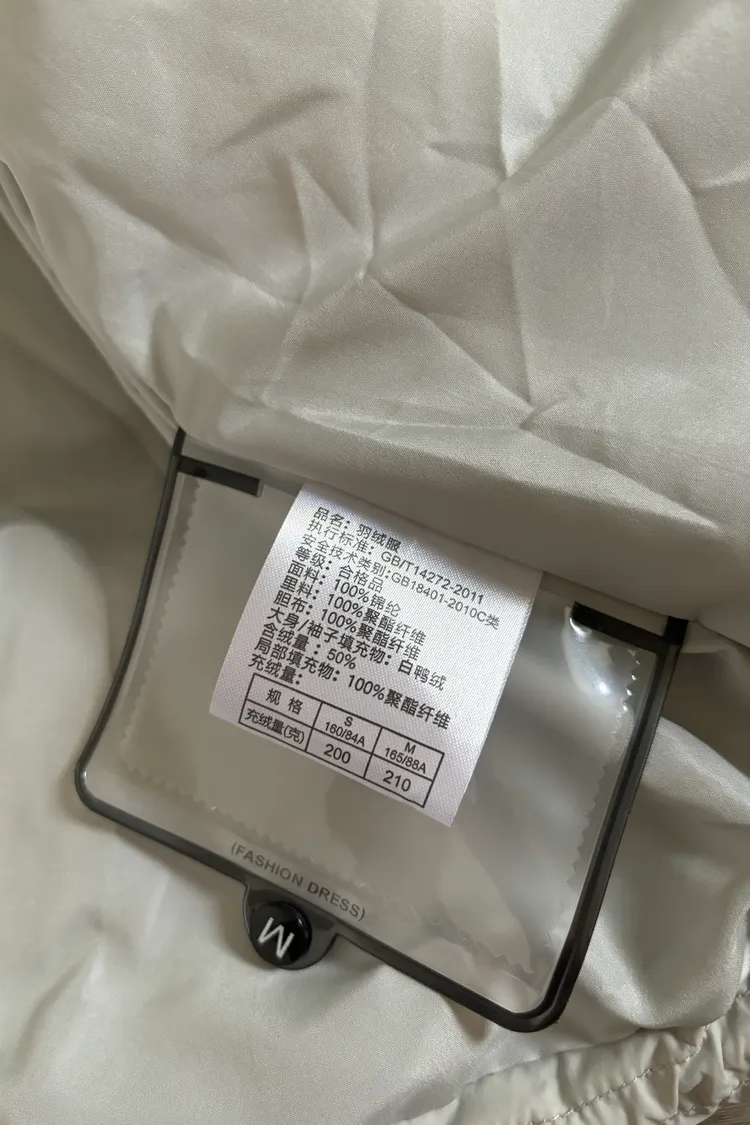 品名：羽绒服
执行标准：GB/T14272-2011
安全技术类别：GB18401-2010C类
等级：合格品
面料：100%锦纶
里料：100%聚酯纤维
胆布：100%聚酯纤维
大身/袖子填充物：白鸭绒
含绒量：50%
局部填充物：100%聚酯纤维
充绒量：
规 格 S 160/84A M 165/88A
充绒量(克) 200 210
(FASHION DRESS)
M